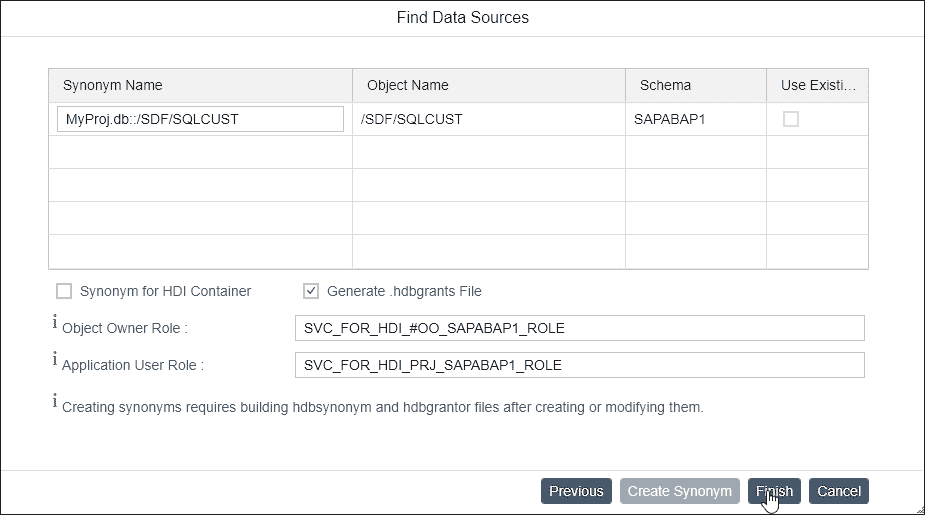 Find Data Sources
Synonym Name Object Name Schema Use Existi...
MyProj.db::/SDF/SQLCUST /SDF/SQLCUST SAPABAP1
Synonym for HDI Container Generate .hdbgrants File
i Object Owner Role : SVC_FOR_HDI_#OO_SAPABAP1_ROLE
i Application User Role : SVC_FOR_HDI_PRJ_SAPABAP1_ROLE
i Creating synonyms requires building hdbsynonym and hdbgrantor files after creating or modifying them.
Previous Create Synonym Finish Cancel